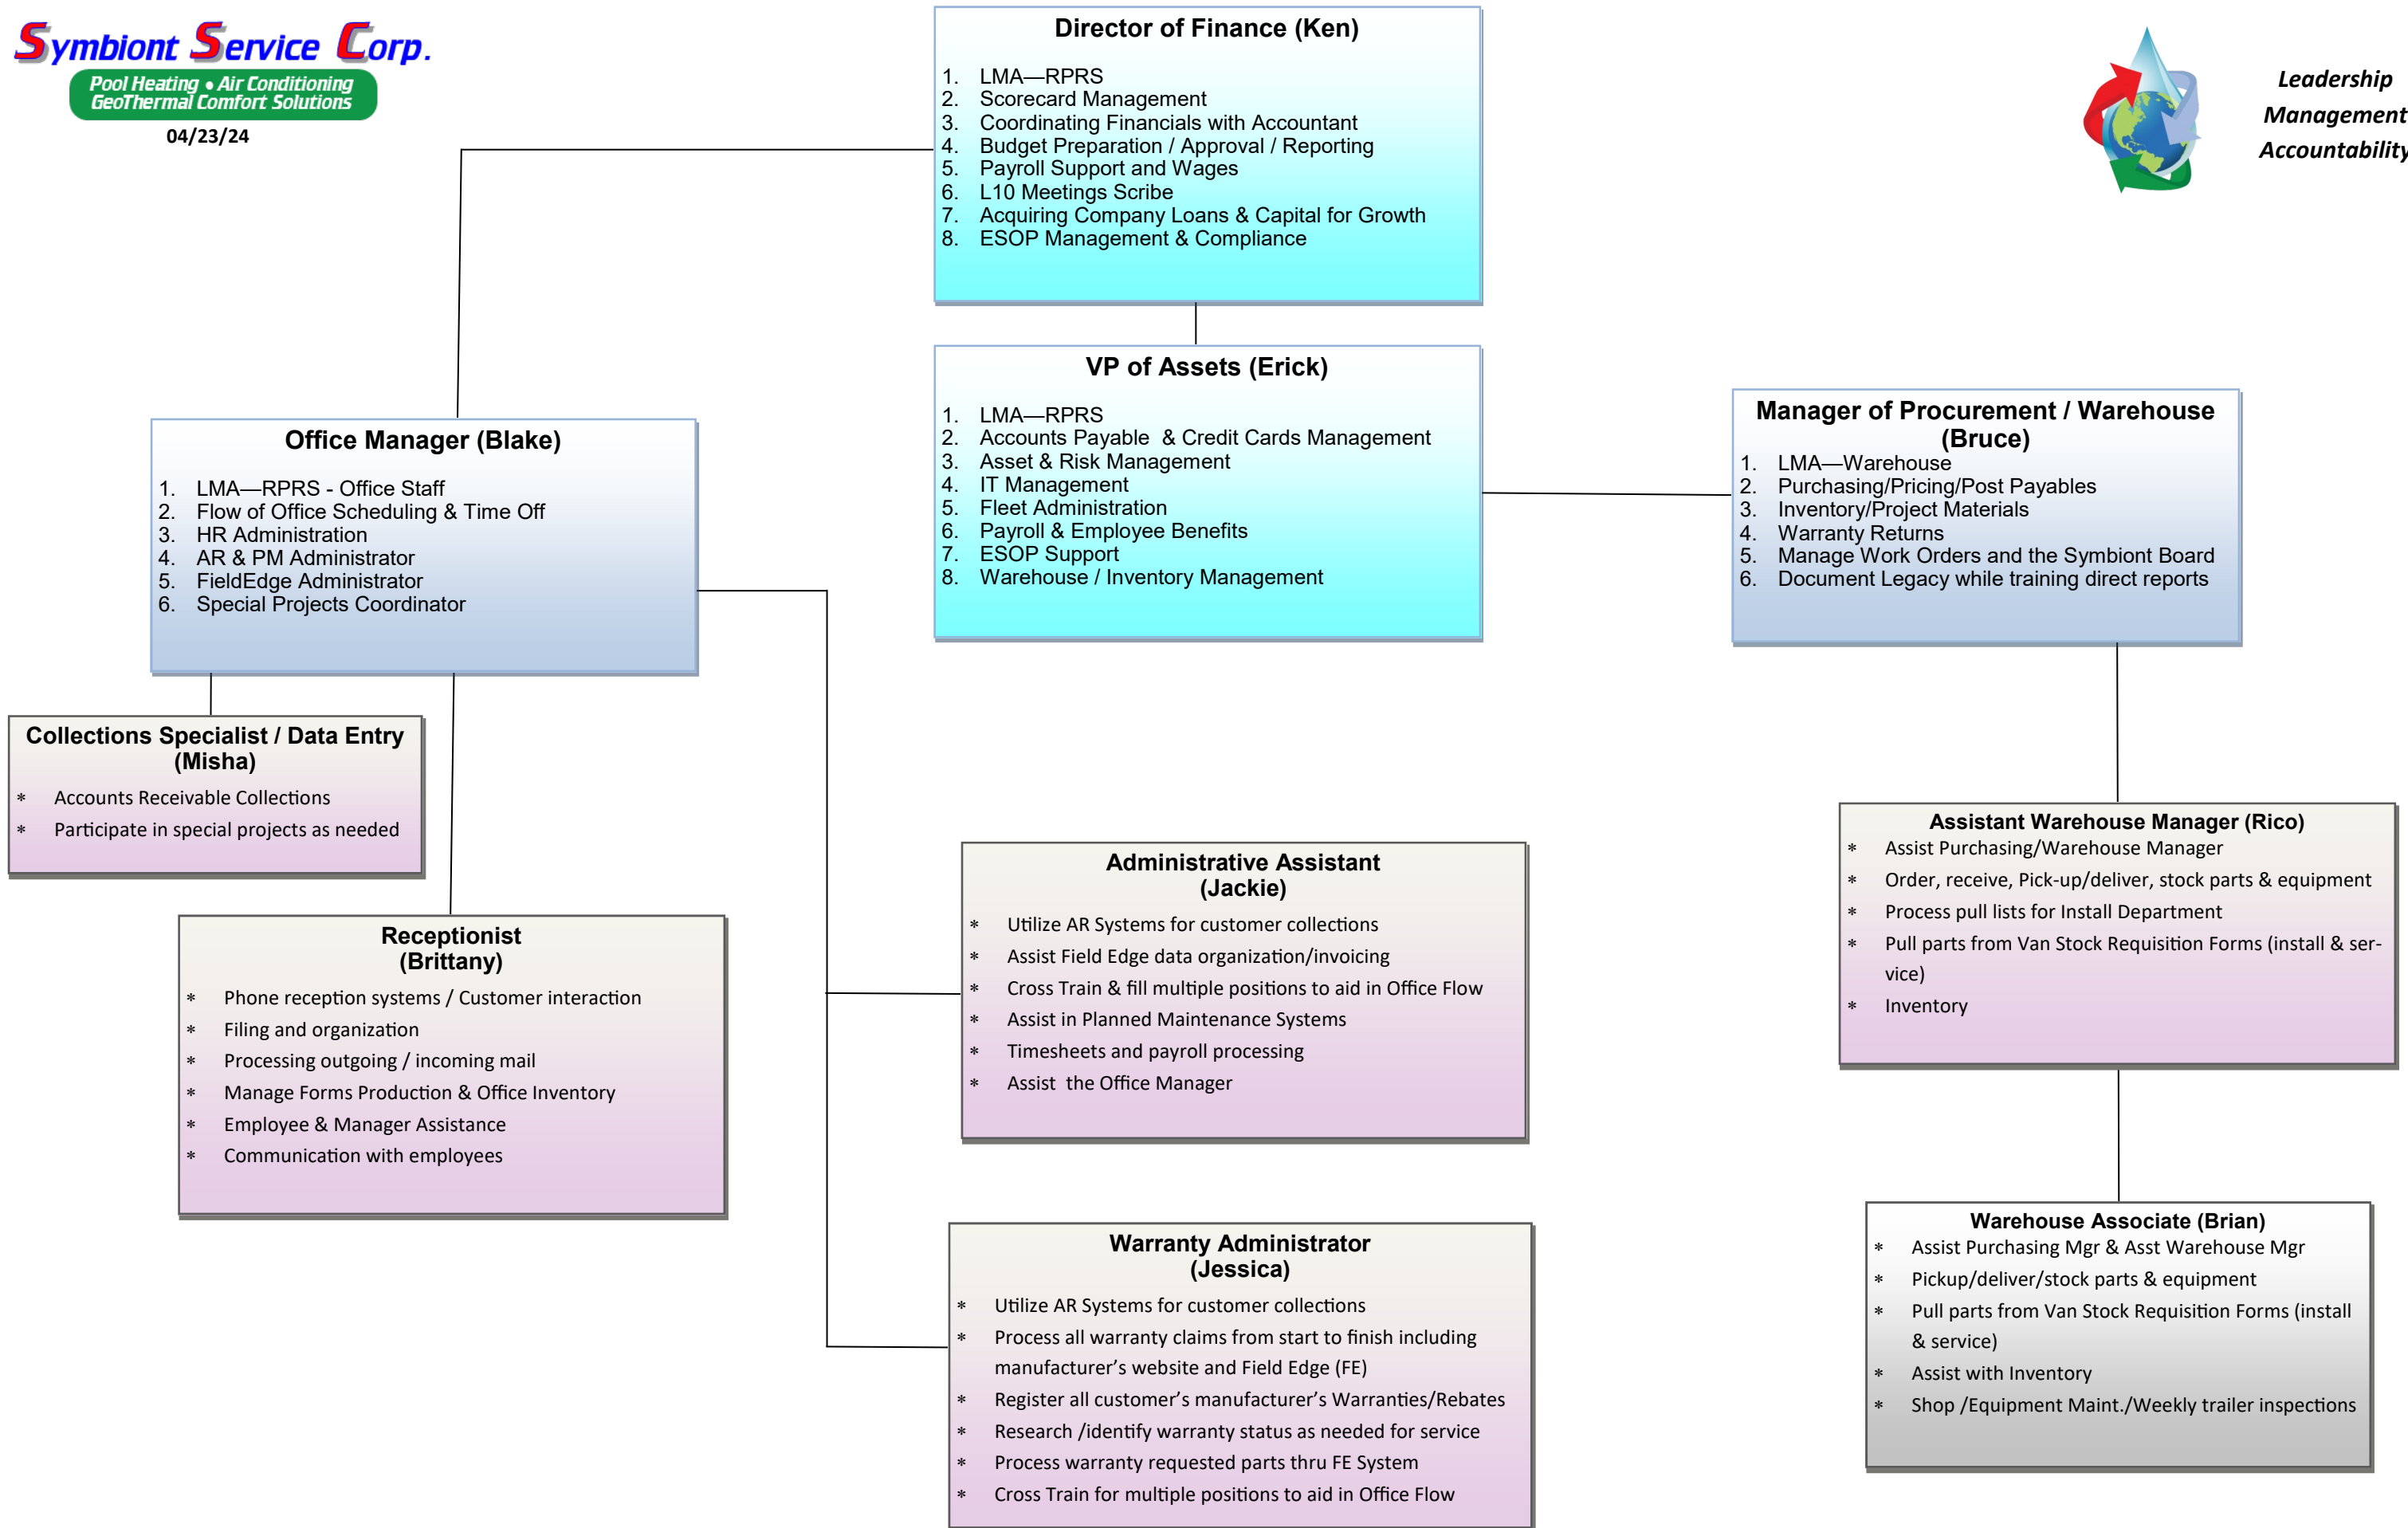 Symbiont Service Corp.
Pool Heating • Air Conditioning
GeoThermal Comfort Solutions
04/23/24
Leadership
Management
Accountability
Director of Finance (Ken)
1. LMA—RPRS
2. Scorecard Management
3. Coordinating Financials with Accountant
4. Budget Preparation / Approval / Reporting
5. Payroll Support and Wages
6. L10 Meetings Scribe
7. Acquiring Company Loans & Capital for Growth
8. ESOP Management & Compliance
VP of Assets (Erick)
1. LMA—RPRS
2. Accounts Payable & Credit Cards Management
3. Asset & Risk Management
4. IT Management
5. Fleet Administration
6. Payroll & Employee Benefits
7. ESOP Support
8. Warehouse / Inventory Management
Manager of Procurement / Warehouse
(Bruce)
1. LMA—Warehouse
2. Purchasing/Pricing/Post Payables
3. Inventory/Project Materials
4. Warranty Returns
5. Manage Work Orders and the Symbiont Board
6. Document Legacy while training direct reports
Office Manager (Blake)
1. LMA—RPRS - Office Staff
2. Flow of Office Scheduling & Time Off
3. HR Administration
4. AR & PM Administrator
5. FieldEdge Administrator
6. Special Projects Coordinator
Collections Specialist / Data Entry
(Misha)
* Accounts Receivable Collections
* Participate in special projects as needed
Receptionist
(Brittany)
* Phone reception systems / Customer interaction
* Filing and organization
* Processing outgoing / incoming mail
* Manage Forms Production & Office Inventory
* Employee & Manager Assistance
* Communication with employees
Administrative Assistant
(Jackie)
* Utilize AR Systems for customer collections
* Assist Field Edge data organization/invoicing
* Cross Train & fill multiple positions to aid in Office Flow
* Assist in Planned Maintenance Systems
* Timesheets and payroll processing
* Assist the Office Manager
Warranty Administrator
(Jessica)
* Utilize AR Systems for customer collections
* Process all warranty claims from start to finish including
manufacturer’s website and Field Edge (FE)
* Register all customer’s manufacturer’s Warranties/Rebates
* Research /identify warranty status as needed for service
* Process warranty requested parts thru FE System
* Cross Train for multiple positions to aid in Office Flow
Assistant Warehouse Manager (Rico)
* Assist Purchasing/Warehouse Manager
* Order, receive, Pick-up/deliver, stock parts & equipment
* Process pull lists for Install Department
* Pull parts from Van Stock Requisition Forms (install & ser-
vice)
* Inventory
Warehouse Associate (Brian)
* Assist Purchasing Mgr & Asst Warehouse Mgr
* Pickup/deliver/stock parts & equipment
* Pull parts from Van Stock Requisition Forms (install
& service)
* Assist with Inventory
* Shop /Equipment Maint./Weekly trailer inspections